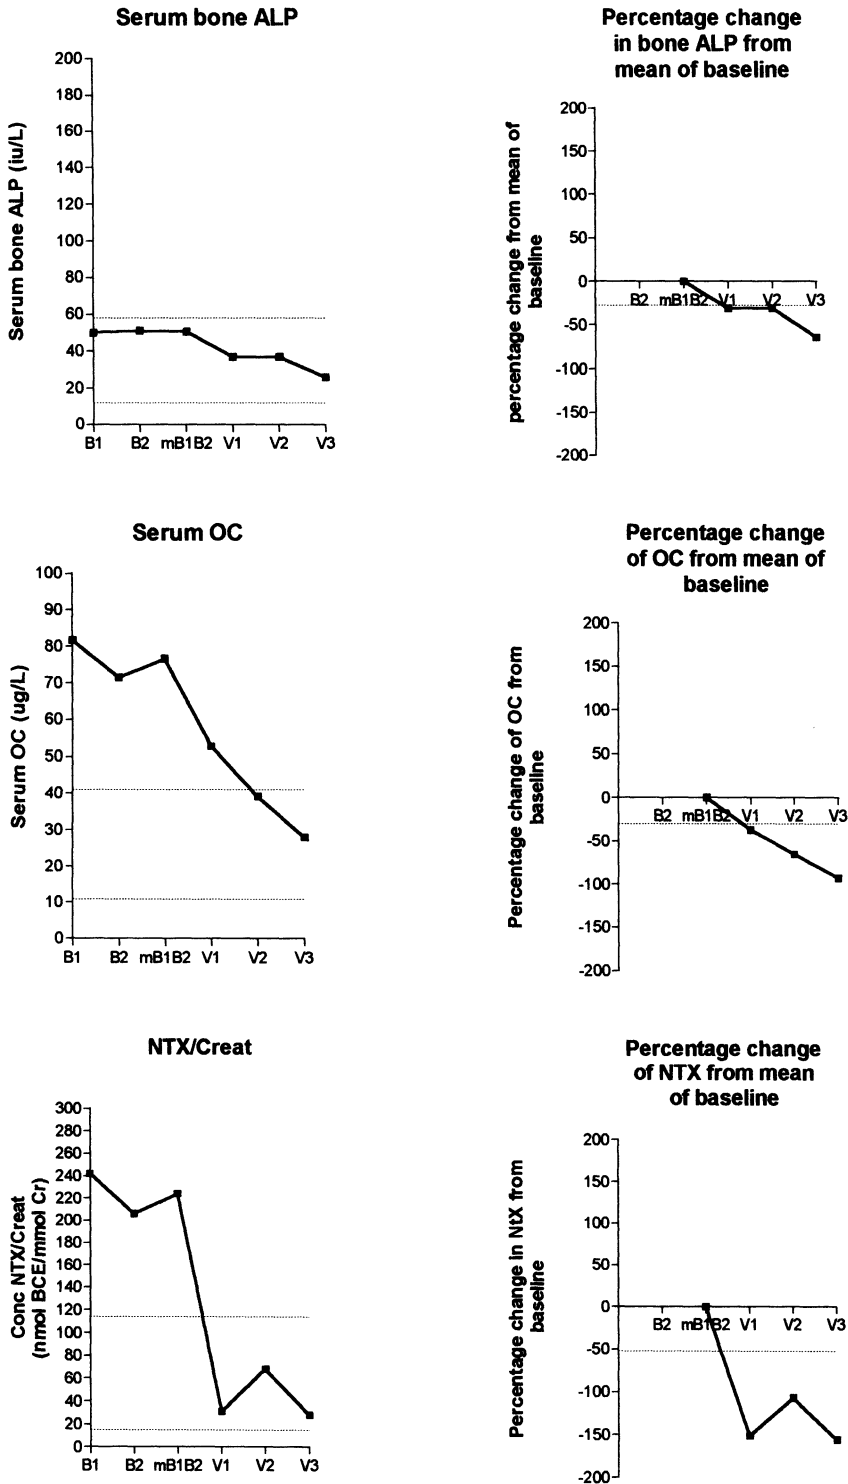 Serum bone ALP
Serum bone ALP (iu/L)
200
180
160
140
120
100
80
60
40
20
0
B1 B2 mB1B2 V1 V2 V3
Percentage change
in bone ALP from
mean of baseline
percentage change from mean of
baseline
200
150
100
50
0
B2 mB1B2 V1 V2 V3
-50
-100
-150
-200
Serum OC
Serum OC (ug/L)
100
90
80
70
60
50
40
30
20
10
0
B1 B2 mB1B2 V1 V2 V3
Percentage change
of OC from mean of
baseline
Percentage change of OC from
baseline
200
150
100
50
0
B2 mB1B2 V1 V2 V3
-50
-100
-150
-200
NTX/Creat
Conc NTX/Creat
(nmol BCE/mmol Cr)
300
280
260
240
220
200
180
160
140
120
100
80
60
40
20
0
B1 B2 mB1B2 V1 V2 V3
Percentage change
of NTX from mean
of baseline
Percentage change in NtX from
baseline
200
150
100
50
0
B2 mB1B2 V1 V2 V3
-50
-100
-150
-200